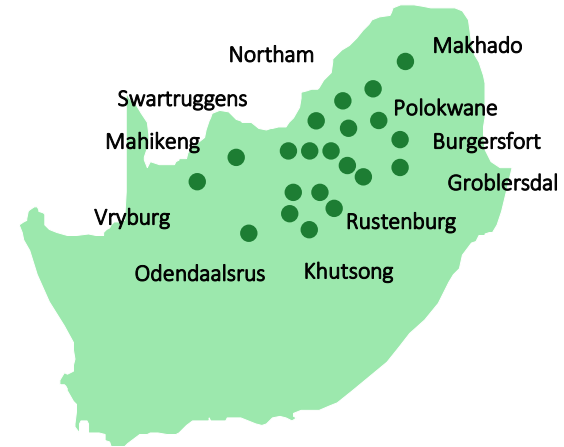 Makhado
Northam
Swartruggens
Polokwane
Mahikeng
Burgersfort
Groblersdal
Vryburg
Rustenburg
Odendaalsrus
Khutsong